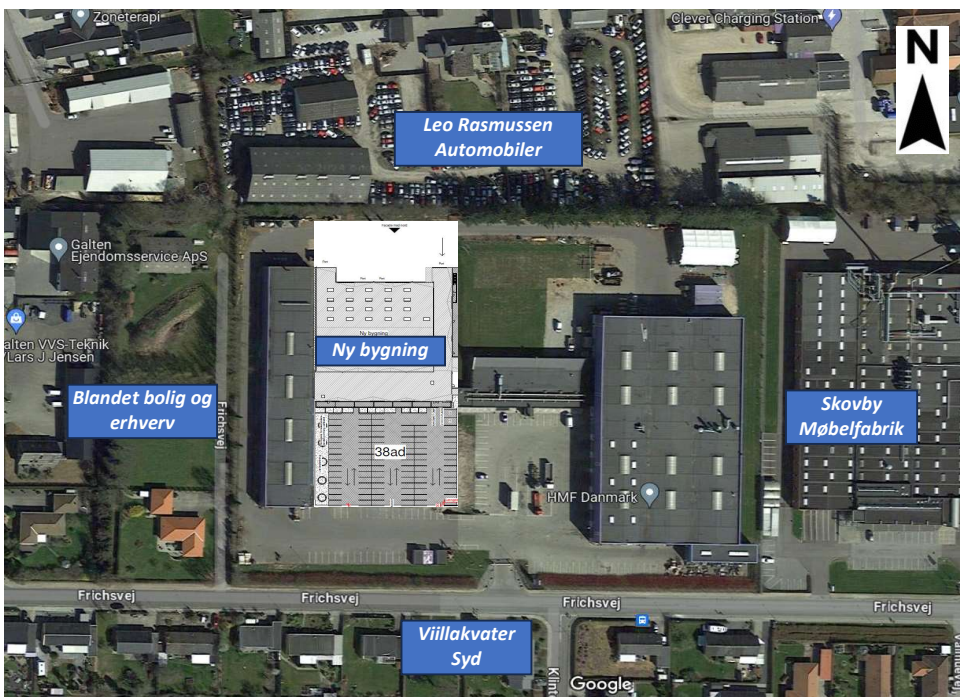 Zoneterapi
Clever Charging Station
N
Leo Rasmussen
Automobiler
Galten
Ejendomsservice ApS
Ny bygning
Ny bygning
alten VVS-Teknik
/Lars J Jensen
Blandet bolig og
erhverv
Skovby
Møbelfabrik
Frichsvej
38ad
HMF Danmark
Frichsvej
Frichsvej
Frichsvej
Frichsvej
Viillakvater
Syd
Google